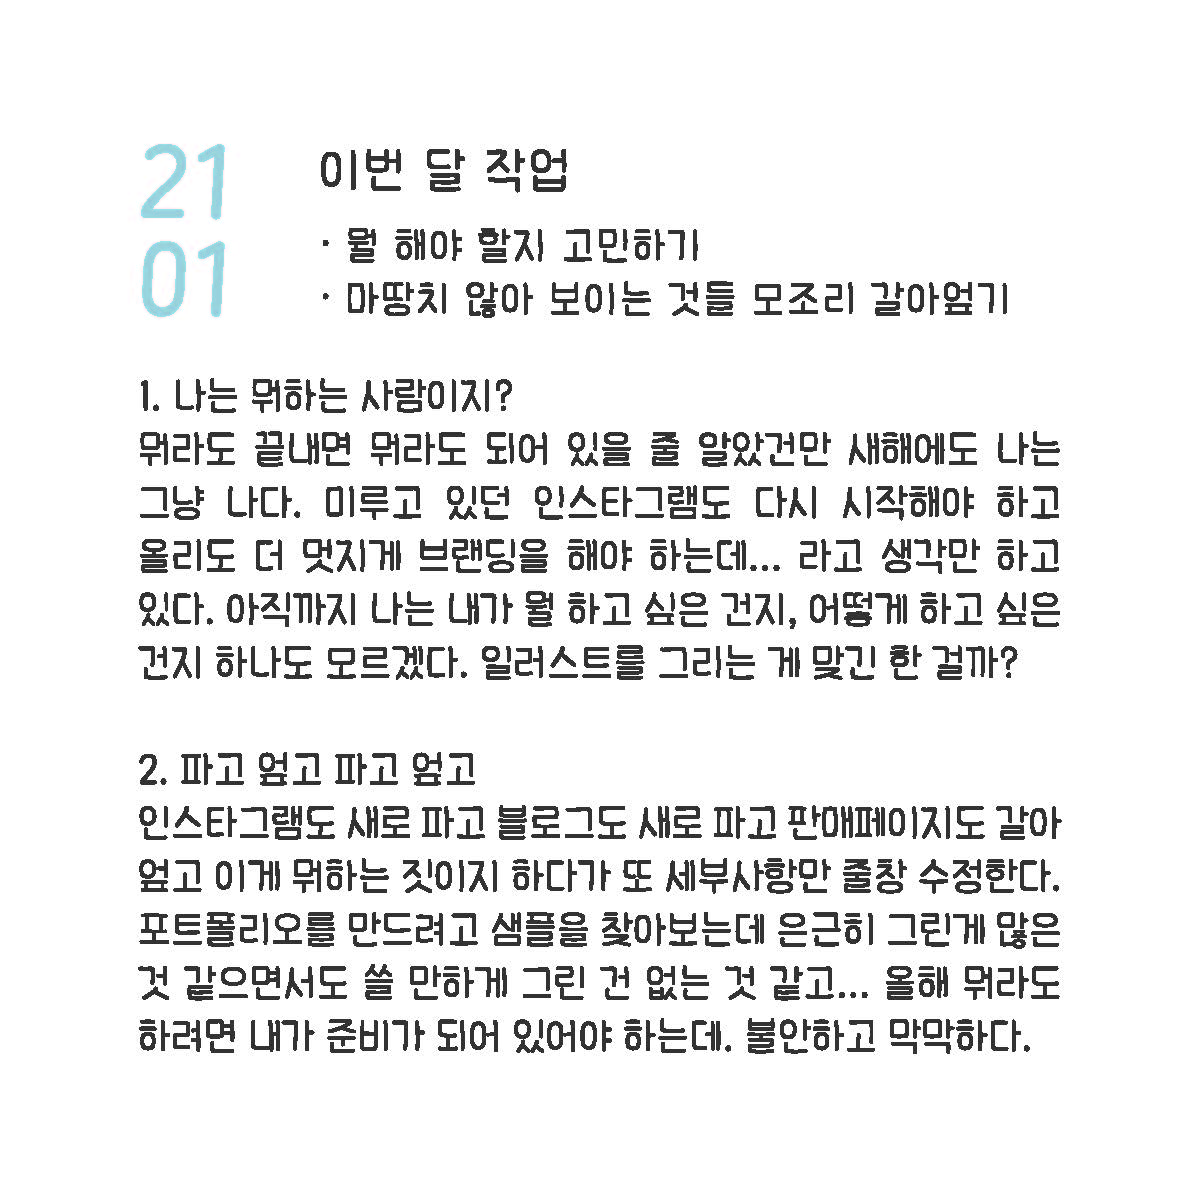 21
01
이번 달 작업
· 뭘 해야 할지 고민하기
· 마땅치 않아 보이는 것들 모조리 갈아엎기
1. 나는 뭐하는 사람이지?
뭐라도 끝내면 뭐라도 되어 있을 줄 알았건만 새해에도 나는
그냥 나다. 미루고 있던 인스타그램도 다시 시작해야 하고
올리도 더 멋지게 브랜딩을 해야 하는데... 라고 생각만 하고
있다. 아직까지 나는 내가 뭘 하고 싶은 건지, 어떻게 하고 싶은
건지 하나도 모르겠다. 일러스트를 그리는 게 맞긴 한 걸까?
2. 파고 엎고 파고 엎고
인스타그램도 새로 파고 블로그도 새로 파고 판매페이지도 갈아
엎고 이게 뭐하는 짓이지 하다가 또 세부사항만 줄창 수정한다.
포트폴리오를 만드려고 샘플을 찾아보는데 은근히 그린게 많은
것 같으면서도 쓸 만하게 그린 건 없는 것 같고... 올해 뭐라도
하려면 내가 준비가 되어 있어야 하는데. 불안하고 막막하다.